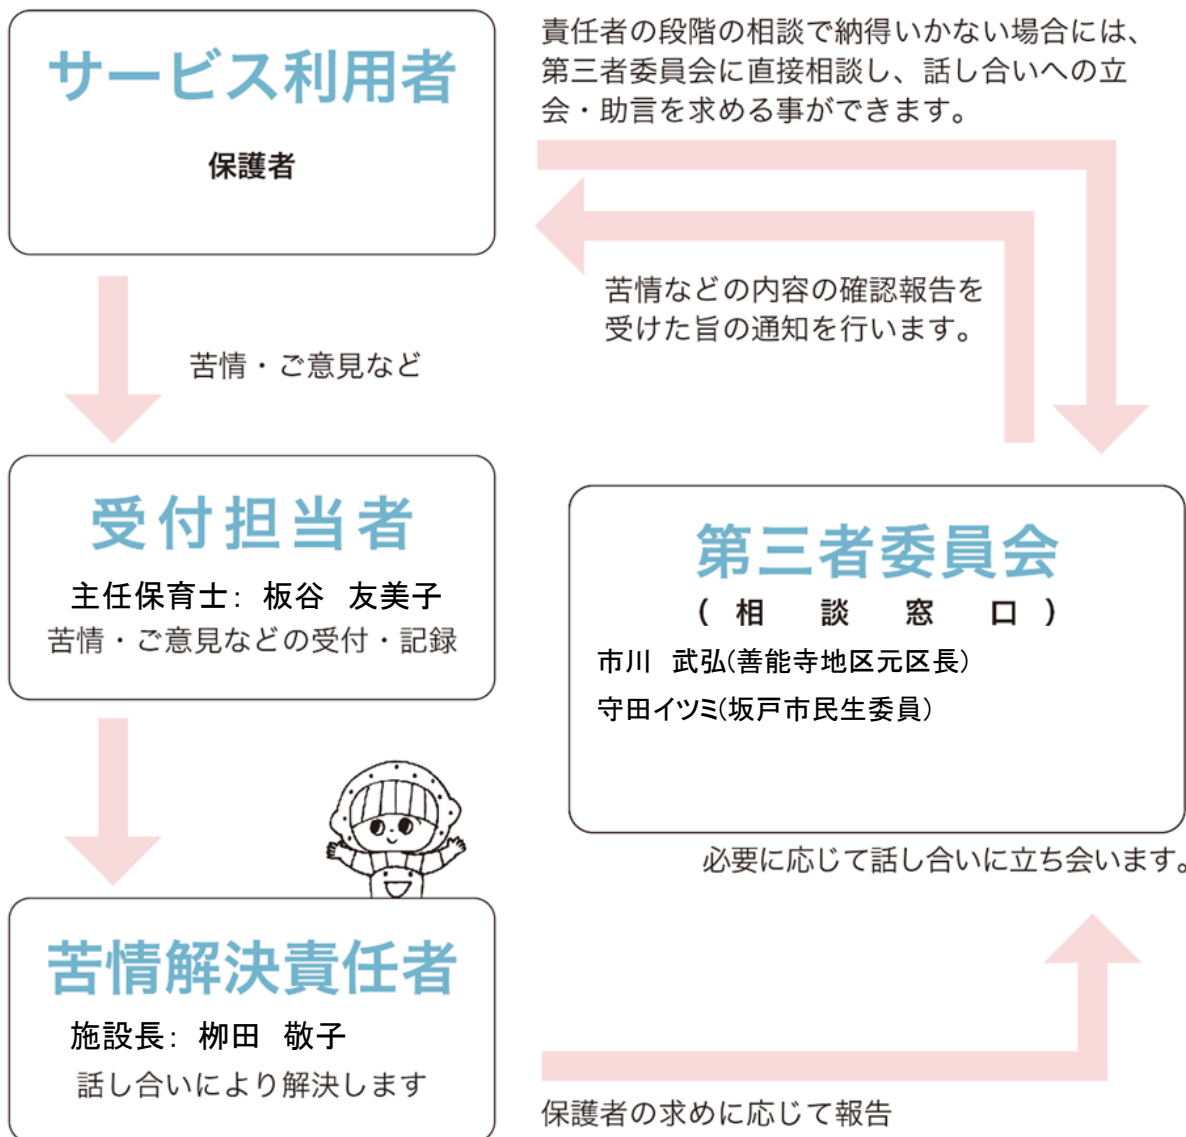 サービス利用者
保護者
責任者の段階の相談で納得いかない場合には、
第三者委員会に直接相談し、話し合いへの立
会・助言を求める事ができます。
苦情などの内容の確認報告を
受けた旨の通知を行います。
苦情・ご意見など
受付担当者
主任保育士: 板谷 友美子
苦情・ご意見などの受付・記録
第三者委員会
(相談窓口)
市川 武弘(善能寺地区元区長)
守田イツミ(坂戸市民生委員)
必要に応じて話し合いに立ち会います。
苦情解決責任者
施設長: 栁田 敬子
話し合いにより解決します
保護者の求めに応じて報告